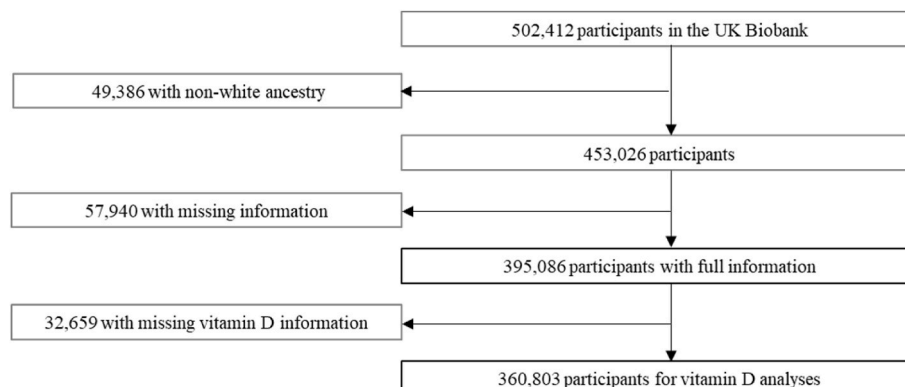 502,412 participants in the UK Biobank
49,386 with non-white ancestry
453,026 participants
57,940 with missing information
395,086 participants with full information
32,659 with missing vitamin D information
360,803 participants for vitamin D analyses